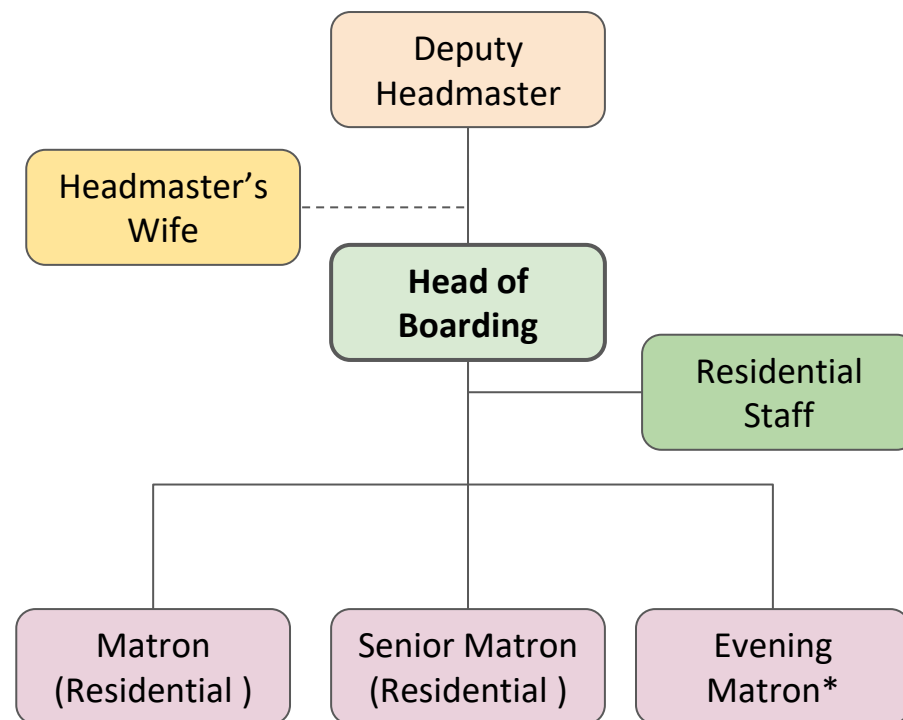 Deputy
Headmaster
Headmaster’s
Wife
Head of
Boarding
Residential
Staff
Matron
(Residential )
Senior Matron
(Residential )
Evening
Matron*